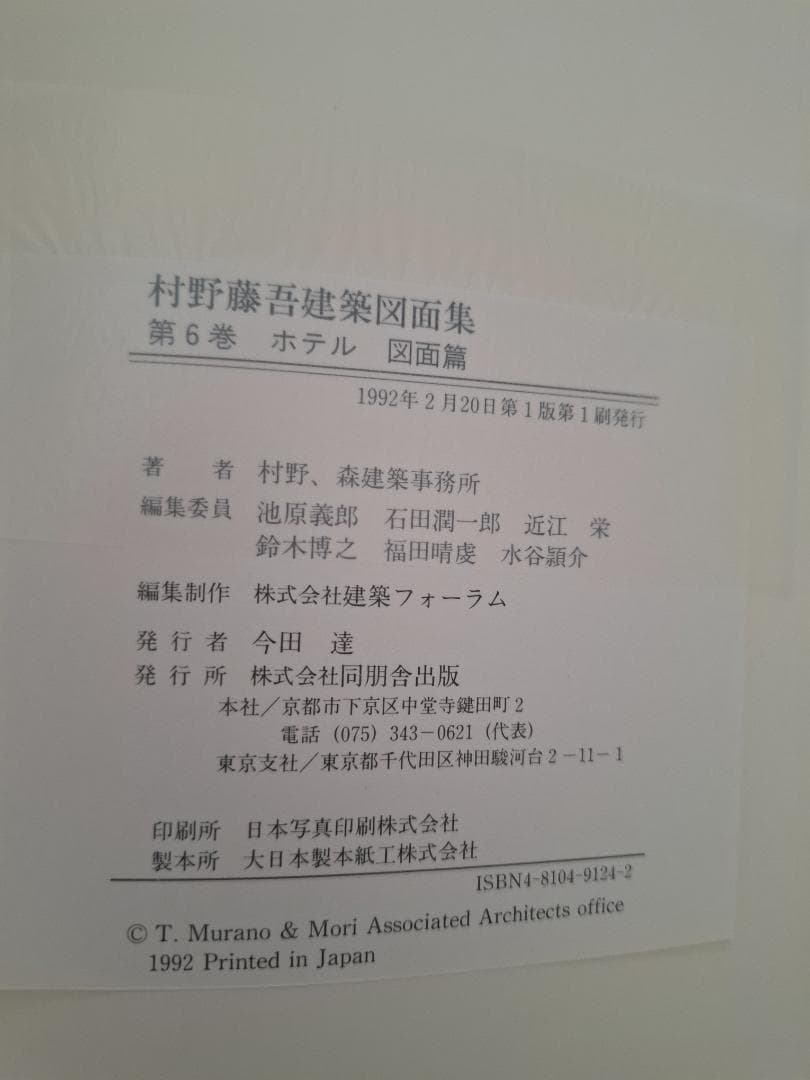 村野藤吾建築図面集
第6巻 ホテル 図面篇
1992年2月20日第1版第1刷発行
著 者 村野、森建築事務所
編集委員 池原義郎 石田潤一郎 近江 栄
鈴木博之 福田晴虔 水谷頴介
編集制作 株式会社建築フォーラム
発行者 今田 達
発行所 株式会社同朋舎出版
本社／京都市下京区中堂寺鍵田町2
電話 (075) 343－0621 (代表)
東京支社／東京都千代田区神田駿河台2－11－1
印刷所 日本写真印刷株式会社
製本所 大日本製本紙工株式会社
ISBN4-8104-9124-2
© T. Murano & Mori Associated Architects office
1992 Printed in Japan